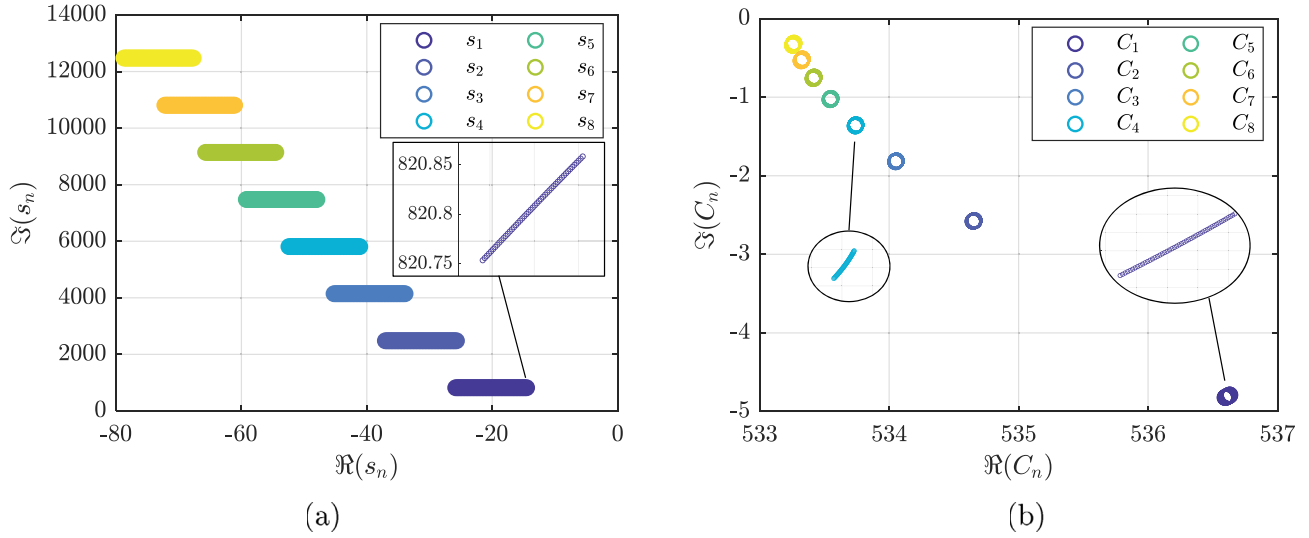 14000
12000
10000
8000
6000
4000
2000
0
ℑ(s_n)
-80
-60
-40
-20
0
ℜ(s_n)
s_1
s_2
s_3
s_4
s_5
s_6
s_7
s_8
820.85
820.8
820.75
(a)
0
-1
-2
-3
-4
-5
ℑ(C_n)
533
534
535
536
537
ℜ(C_n)
C_1
C_2
C_3
C_4
C_5
C_6
C_7
C_8
(b)